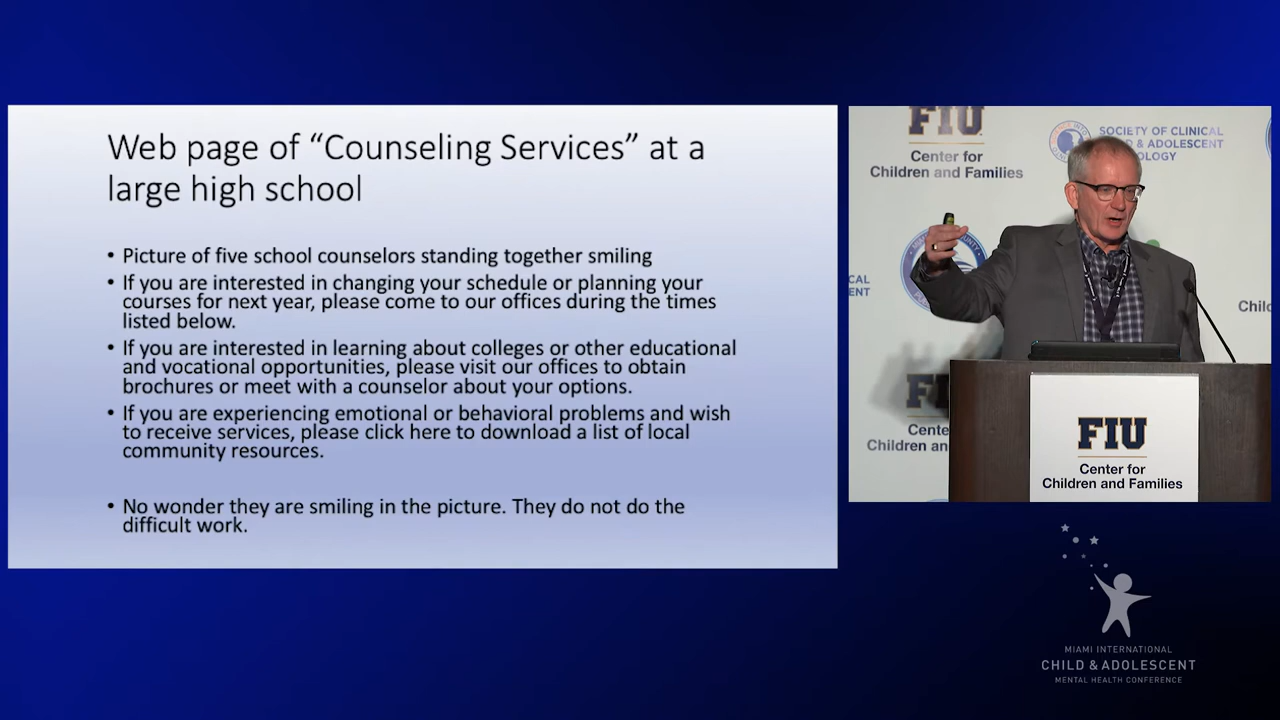 Web page of “Counseling Services” at a
large high school
• Picture of five school counselors standing together smiling
• If you are interested in changing your schedule or planning your
courses for next year, please come to our offices during the times
listed below.
• If you are interested in learning about colleges or other educational
and vocational opportunities, please visit our offices to obtain
brochures or meet with a counselor about your options.
• If you are experiencing emotional or behavioral problems and wish
to receive services, please click here to download a list of local
community resources.
• No wonder they are smiling in the picture. They do not do the
difficult work.
FIU
Center for
Children and Families
SOCIETY OF CLINICAL
& ADOLESCENT
FIU
Center for
Children and Families
MIAMI INTERNATIONAL
CHILD & ADOLESCENT
MENTAL HEALTH CONFERENCE